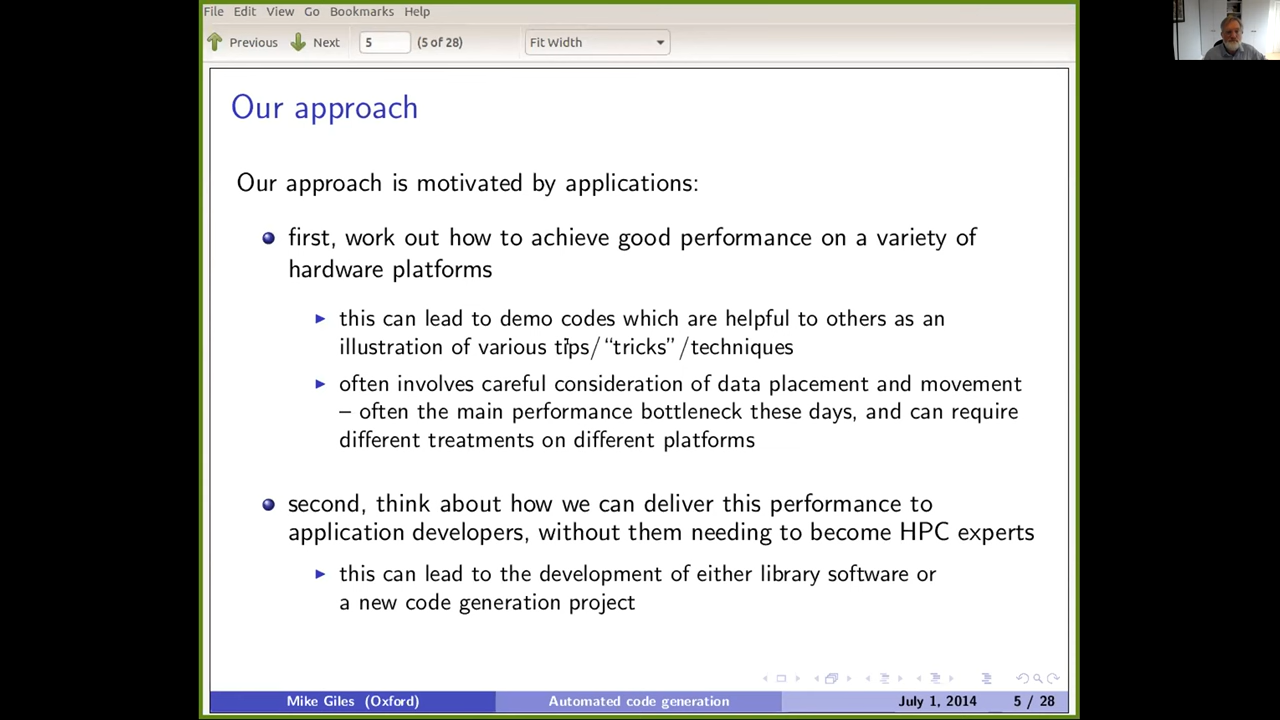 File Edit View Go Bookmarks Help
Previous Next 5 (5 of 28) Fit Width
Our approach
Our approach is motivated by applications:
first, work out how to achieve good performance on a variety of
hardware platforms
this can lead to demo codes which are helpful to others as an
illustration of various tips/“tricks”/techniques
often involves careful consideration of data placement and movement
– often the main performance bottleneck these days, and can require
different treatments on different platforms
second, think about how we can deliver this performance to
application developers, without them needing to become HPC experts
this can lead to the development of either library software or
a new code generation project
Mike Giles (Oxford) Automated code generation July 1, 2014 5 / 28